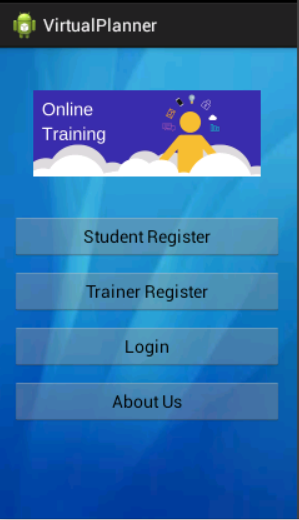 VirtualPlanner
Online
Training
Student Register
Trainer Register
Login
About Us